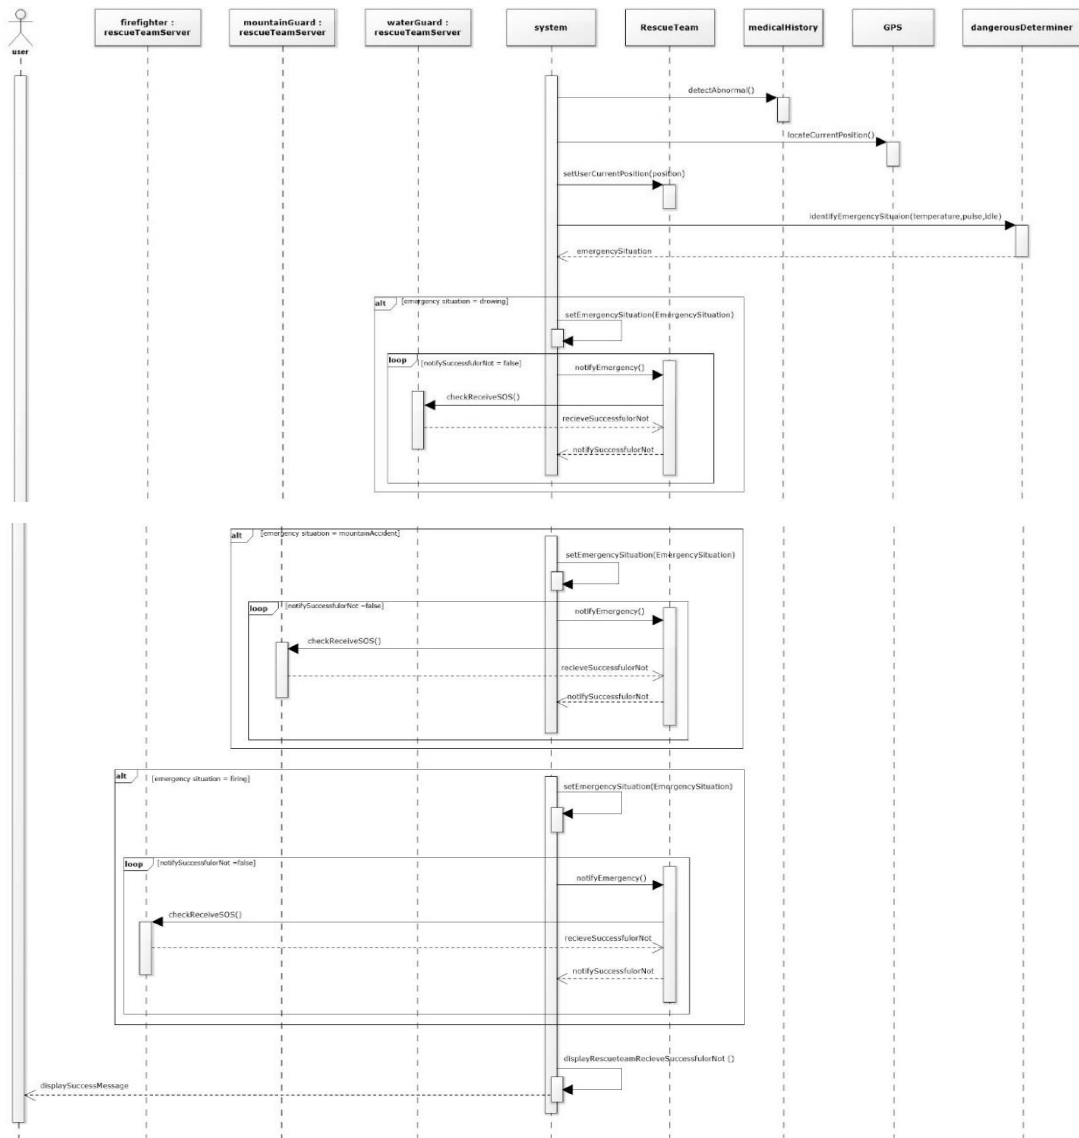 user
firefighter :
rescueTeamServer
mountainGuard :
rescueTeamServer
waterGuard :
rescueTeamServer
system
RescueTeam
medicalHistory
GPS
dangerousDeterminer
detectAbnormal()
locateCurrentPosition()
setUserCurrentPosition(position)
identifyEmergencySituaion(temperature,pulse,Idle)
emergencySituation
alt [emergency situation = drowing]
setEmergencySituation(EmergencySituation)
loop [notifySuccessfulorNot = false]
notifyEmergency()
checkReceiveSOS()
recieveSuccessfulorNot
notifySuccessfulorNot
alt [emergency situation = mountainAccident]
setEmergencySituation(EmergencySituation)
loop [notifySuccessfulorNot =false]
notifyEmergency()
checkReceiveSOS()
recieveSuccessfulorNot
notifySuccessfulorNot
alt [emergency situation = firing]
setEmergencySituation(EmergencySituation)
loop [notifySuccessfulorNot =false]
notifyEmergency()
checkReceiveSOS()
recieveSuccessfulorNot
notifySuccessfulorNot
displayRescueteamRecieveSuccessfulorNot ()
displaySuccessMessage